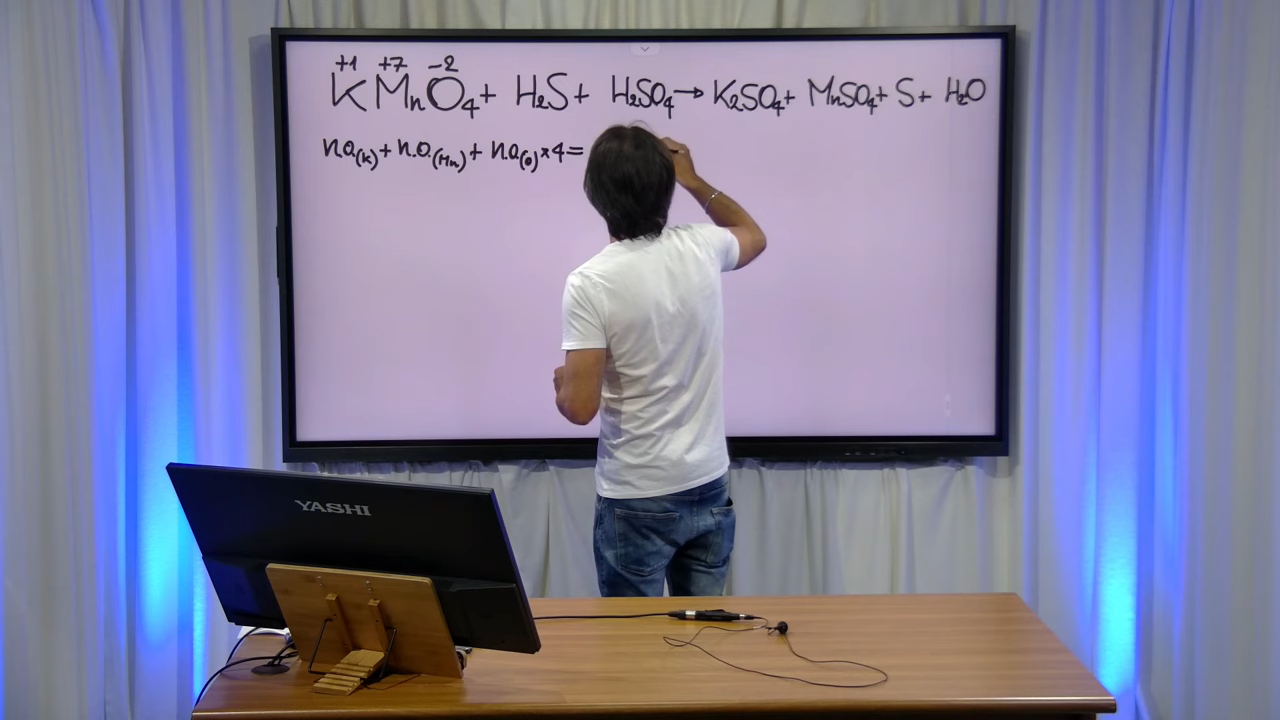 +1 +7 -2
KMnO4 + H2S + H2SO4 → K2SO4 + MnSO4 + S + H2O
n.o.(K) + n.o.(Mn) + n.o.(O) × 4 =
YASHI